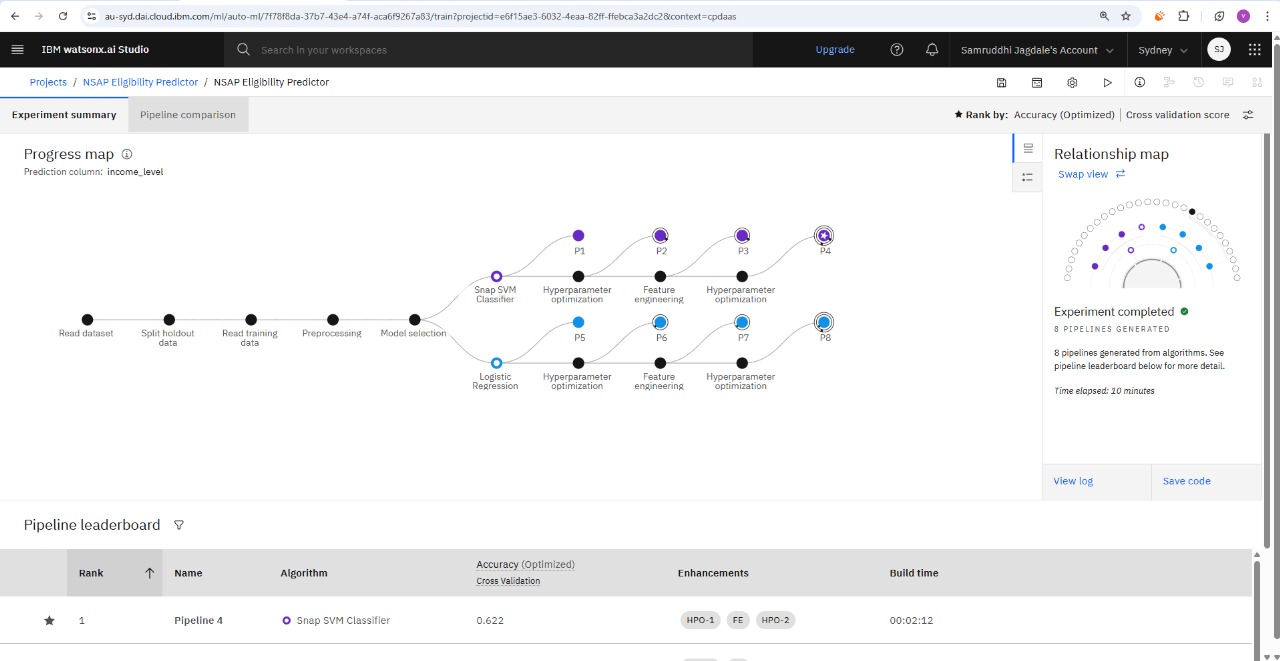 au-syd.dai.cloud.ibm.com/ml/auto-ml/7f78f8da-37b7-43e4-a74f-aca6f9267a83/train?projectid=e6f15ae3-6032-4eaa-82ff-ffebca3a2dc2&context=cpdaas
V
IBM watsonx.ai Studio
Search in your workspaces
Upgrade
Samruddhi Jagdale's Account
Sydney
SJ
Projects / NSAP Eligibility Predictor / NSAP Eligibility Predictor
Experiment summary
Pipeline comparison
Rank by: Accuracy (Optimized) | Cross validation score
Progress map
Prediction column: income_level
Relationship map
Swap view
P1
P2
P3
P4
Snap SVM
Classifier
Hyperparameter
optimization
Feature
engineering
Hyperparameter
optimization
Read dataset
Split holdout
data
Read training
data
Preprocessing
Model selection
P5
P6
P7
P8
Logistic
Regression
Hyperparameter
optimization
Feature
engineering
Hyperparameter
optimization
Experiment completed
8 PIPELINES GENERATED
8 pipelines generated from algorithms. See
pipeline leaderboard below for more detail.
Time elapsed: 10 minutes
View log
Save code
Pipeline leaderboard
Rank
Name
Algorithm
Accuracy (Optimized)
Cross Validation
Enhancements
Build time
1
Pipeline 4
Snap SVM Classifier
0.622
HPO-1
FE
HPO-2
00:02:12